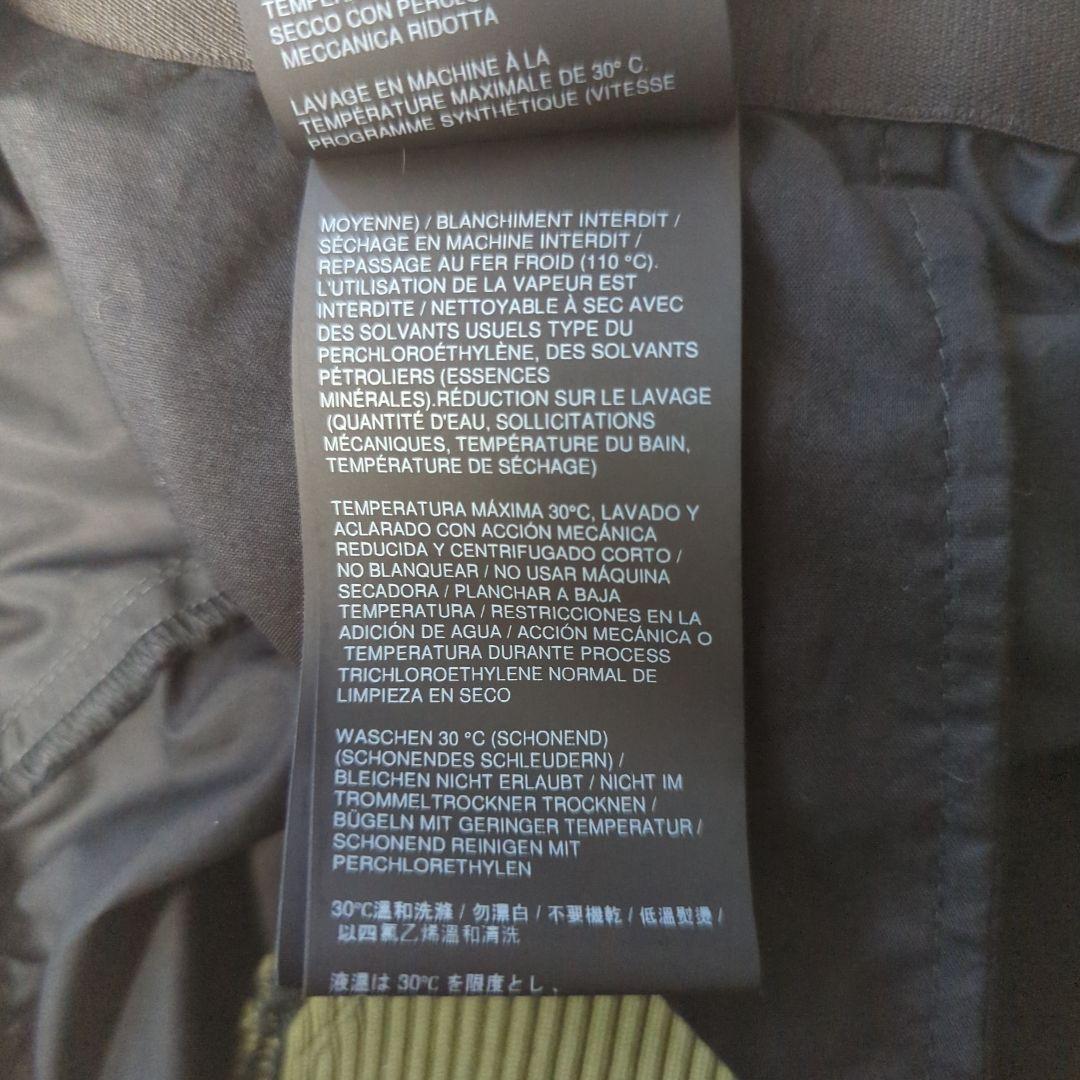 SECCO CON PERCLO
MECCANICA RIDOTTA
LAVAGE EN MACHINE À LA
TEMPÉRATURE MAXIMALE DE 30° C.
PROGRAMME SYNTHÉTIQUE (VITESSE
MOYENNE) / BLANCHIMENT INTERDIT /
SÉCHAGE EN MACHINE INTERDIT /
REPASSAGE AU FER FROID (110 °C).
L'UTILISATION DE LA VAPEUR EST
INTERDITE / NETTOYABLE À SEC AVEC
DES SOLVANTS USUELS TYPE DU
PERCHLOROÉTHYLÈNE, DES SOLVANTS
PÉTROLIERS (ESSENCES
MINÉRALES).RÉDUCTION SUR LE LAVAGE
(QUANTITÉ D'EAU, SOLLICITATIONS
MÉCANIQUES, TEMPÉRATURE DU BAIN,
TEMPÉRATURE DE SÉCHAGE)
TEMPERATURA MÁXIMA 30°C, LAVADO Y
ACLARADO CON ACCIÓN MECÁNICA
REDUCIDA Y CENTRIFUGADO CORTO /
NO BLANQUEAR / NO USAR MÁQUINA
SECADORA / PLANCHAR A BAJA
TEMPERATURA / RESTRICCIONES EN LA
ADICIÓN DE AGUA / ACCIÓN MECÁNICA O
TEMPERATURA DURANTE PROCESS
TRICHLOROETHYLENE NORMAL DE
LIMPIEZA EN SECO
WASCHEN 30 °C (SCHONEND)
(SCHONENDES SCHLEUDERN) /
BLEICHEN NICHT ERLAUBT / NICHT IM
TROMMELTROCKNER TROCKNEN /
BÜGELN MIT GERINGER TEMPERATUR /
SCHONEND REINIGEN MIT
PERCHLORETHYLEN
30℃溫和洗滌 / 勿漂白 / 不要機乾 / 低溫熨燙 /
以四氯乙烯溫和清洗
液温は 30℃ を限度とし、